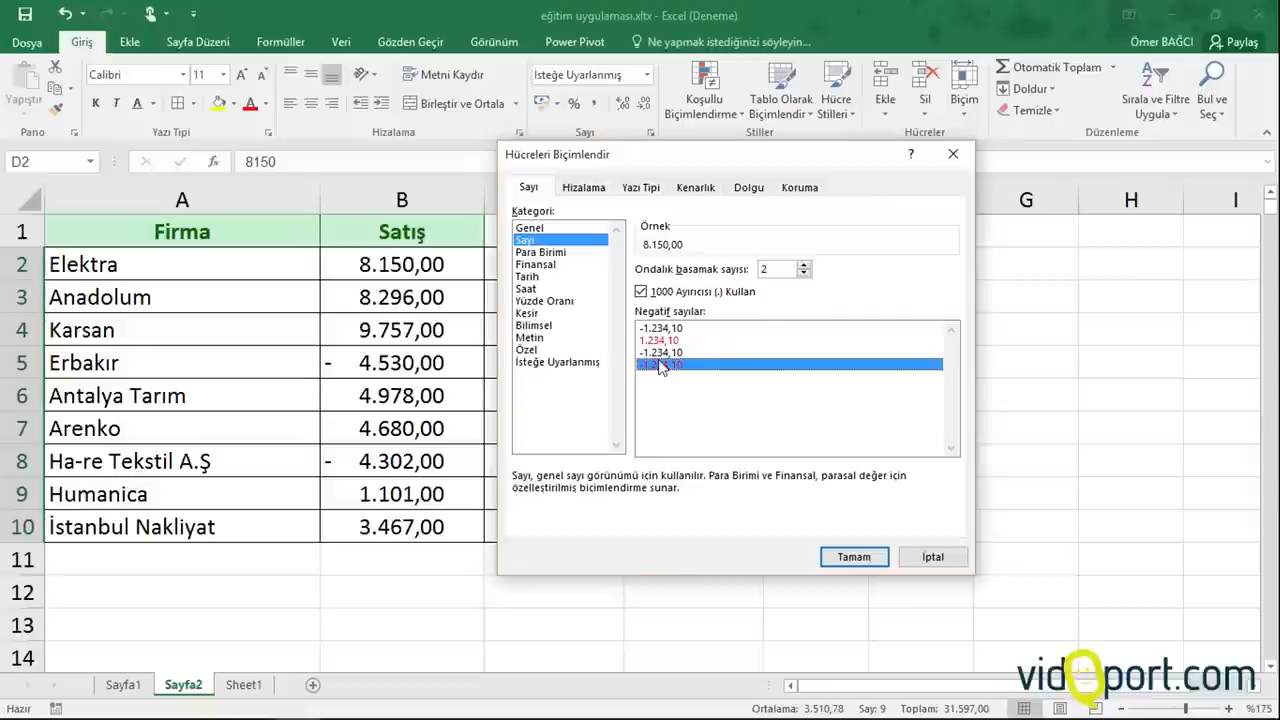 eğitim uygulaması.xltx - Excel (Deneme)
Dosya Giriş Ekle Sayfa Düzeni Formüller Veri Gözden Geçir Görünüm Power Pivot Ne yapmak istediğinizi söyleyin... Ömer BAĞCI Paylaş
Yapıştır
Pano
Calibri 11
K T A
Yazı Tipi
Metni Kaydır
Birleştir ve Ortala
Hizalama
İsteğe Uyarlanmış
Sayı
Koşullu Biçimlendirme
Tablo Olarak Biçimlendir
Hücre Stilleri
Stiller
Ekle Sil Biçim
Hücreler
Σ Otomatik Toplam
Doldur
Temizle
Sırala ve Filtre Uygula
Bul ve Seç
Düzenleme
D2 fx 8150
A B G H I
1 Firma Satış
2 Elektra 8.150,00
3 Anadolum 8.296,00
4 Karsan 9.757,00
5 Erbakır - 4.530,00
6 Antalya Tarım 4.978,00
7 Arenko 4.680,00
8 Ha-re Tekstil A.Ş - 4.302,00
9 Humanica 1.101,00
10 İstanbul Nakliyat 3.467,00
11
12
13
14
Hücreleri Biçimlendir ?
Sayı Hizalama Yazı Tipi Kenarlık Dolgu Koruma
Kategori:
Genel
Sayı
Para Birimi
Finansal
Tarih
Saat
Yüzde Oranı
Kesir
Bilimsel
Metin
Özel
İsteğe Uyarlanmış
Örnek
8.150,00
Ondalık basamak sayısı: 2
1000 Ayırıcısı (.) Kullan
Negatif sayılar:
-1.234,10
1.234,10
-1.234,10
-1.234,10
Sayı, genel sayı görünümü için kullanılır. Para Birimi ve Finansal, parasal değer için
özelleştirilmiş biçimlendirme sunar.
Tamam İptal
Sayfa1 Sayfa2 Sheet1
vidoport.com
Hazır Ortalama: 3.510,78 Say: 9 Toplam: 31.597,00 %175